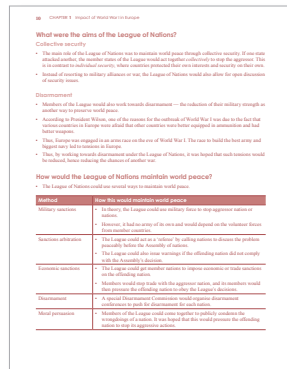 10 CHAPTER 1 Impact of World War I in Europe
What were the aims of the League of Nations?
Collective security
• The main role of the League of Nations was to maintain world peace through collective security. If one state
attacked another, the member states of the League would act together collectively to stop the aggressor. This
is in contrast to individual security, where countries protected their own interests and security on their own.
• Instead of resorting to military alliances or war, the League of Nations would also allow for open discussion
of security issues.
Disarmament
• Members of the League would also work towards disarmament — the reduction of their military strength as
another way to preserve world peace.
• According to President Wilson, one of the reasons for the outbreak of World War I was due to the fact that
various countries in Europe were afraid that other countries were better equipped in ammunition and had
better weapons.
• Thus, Europe was engaged in an arms race on the eve of World War I. The race to build the best army and
biggest navy led to tensions in Europe.
• Thus, by working towards disarmament under the League of Nations, it was hoped that such tensions would
be reduced, hence reducing the chances of another war.
How would the League of Nations maintain world peace?
• The League of Nations could use several ways to maintain world peace.
Method How this would maintain world peace
Military sanctions • In theory, the League could use military force to stop aggressor nation or
nations.
• However, it had no army of its own and would depend on the volunteer forces
from member countries.
Sanctions arbitration • The League could act as a 'referee' by calling nations to discuss the problem
peacefully before the Assembly of nations.
• The League could also issue warnings if the offending nation did not comply
with the Assembly's decision.
Economic sanctions • The League could get member nations to impose economic or trade sanctions
on the offending nation.
• Members would stop trade with the aggressor nation, and its members would
then pressure the offending nation to obey the League's decisions.
Disarmament • A special Disarmament Commission would organise disarmament
conferences to push for disarmament for each nation.
Moral persuasion • Members of the League could come together to publicly condemn the
wrongdoings of a nation. It was hoped that this would pressure the offending
nation to stop its aggressive actions.